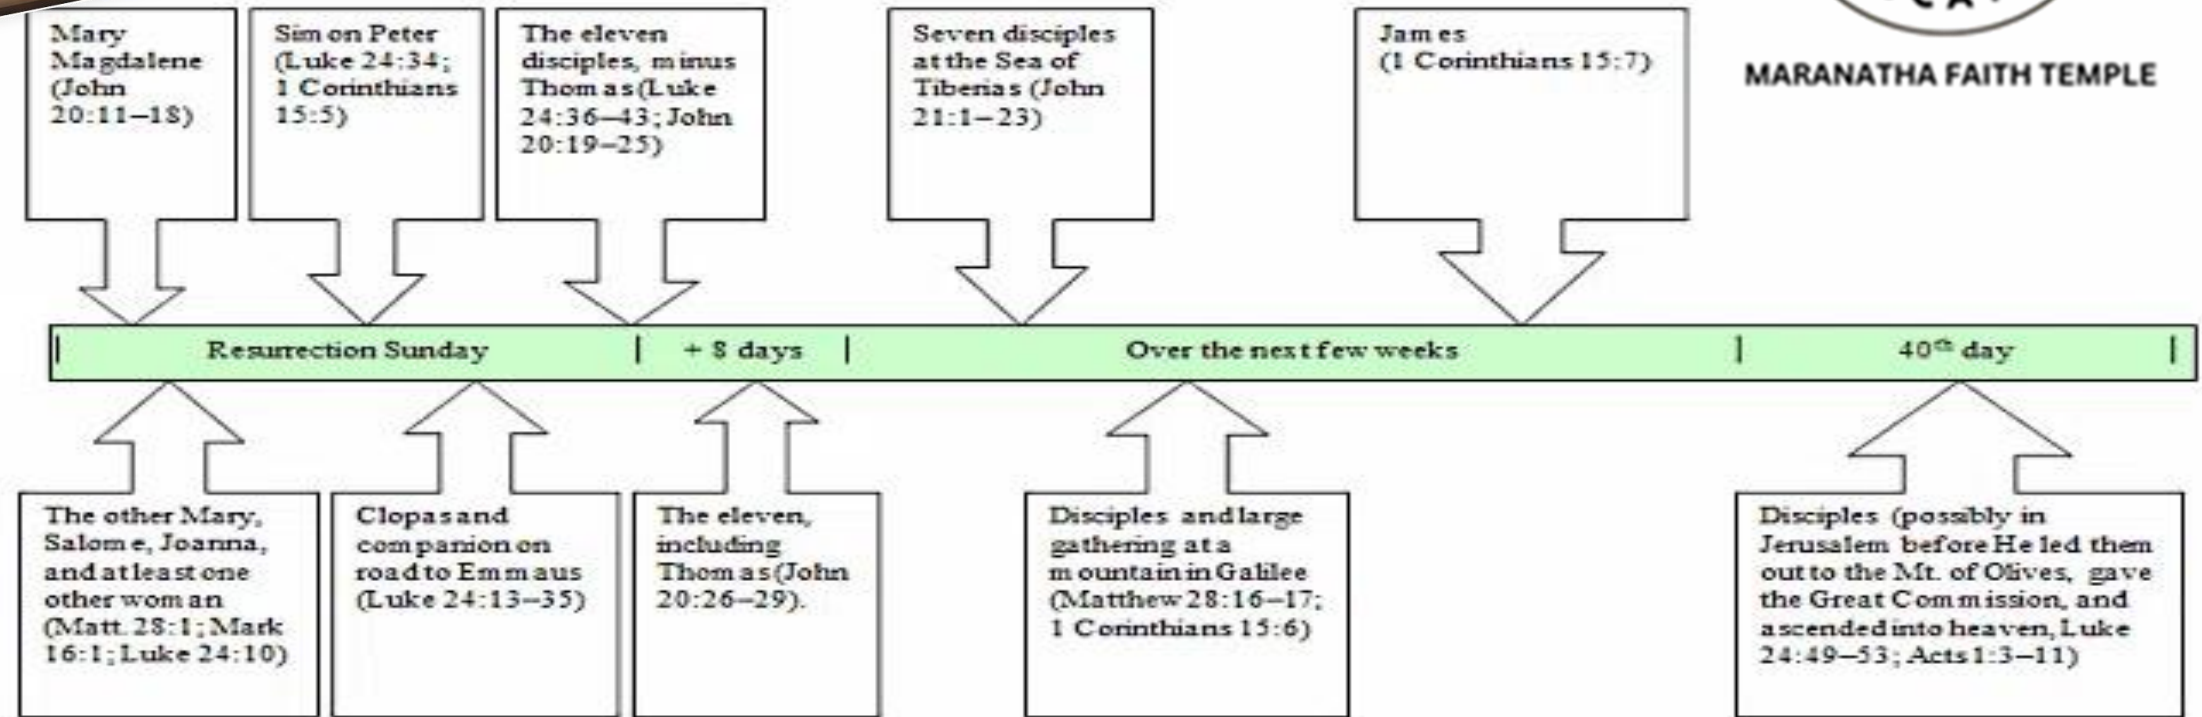 Mary
Magdalene
(John
20:11–18)
Simon Peter
(Luke 24:34;
1 Corinthians
15:5)
The eleven
disciples, minus
Thomas (Luke
24:36–43; John
20:19–25)
Seven disciples
at the Sea of
Tiberias (John
21:1–23)
James
(1 Corinthians 15:7)
CA
MARANATHA FAITH TEMPLE
Resurrection Sunday
+ 8 days
Over the next few weeks
40th day
The other Mary,
Salome, Joanna,
and at least one
other woman
(Matt. 28:1; Mark
16:1; Luke 24:10)
Clopas and
companion on
road to Emmaus
(Luke 24:13–35)
The eleven,
including
Thomas (John
20:26–29).
Disciples and large
gathering at a
mountain in Galilee
(Matthew 28:16–17;
1 Corinthians 15:6)
Disciples (possibly in
Jerusalem before He led them
out to the Mt. of Olives, gave
the Great Commission, and
ascended into heaven, Luke
24:49–53; Acts 1:3–11)